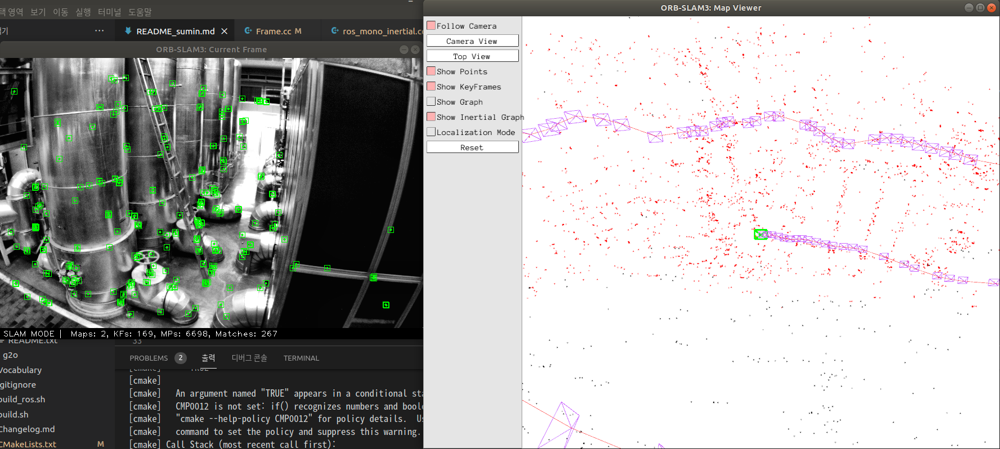 택 영역 보기 이동 실행 터미널 도움말
README_sumin.md
Frame.cc M
ros_mono_inertial.c
ORB-SLAM3: Current Frame
SLAM MODE | Maps: 2, KFs: 169, MPs: 6698, Matches: 267
README.txt
33
g2o
Vocabulary
gitignore
build_ros.sh
build.sh
Changelog.md
CMakeLists.txt M
PROBLEMS 2 출력 디버그 콘솔 TERMINAL
[cmake] TRUE
[cmake]
[cmake] An argument named "TRUE" appears in a conditional sta
[cmake] CMP0012 is not set: if() recognizes numbers and boole
[cmake] "cmake --help-policy CMP0012" for policy details. Us
[cmake] command to set the policy and suppress this warning.
[cmake] Call Stack (most recent call first):
ORB-SLAM3: Map Viewer
Follow Camera
Camera View
Top View
Show Points
Show KeyFrames
Show Graph
Show Inertial Graph
Localization Mode
Reset